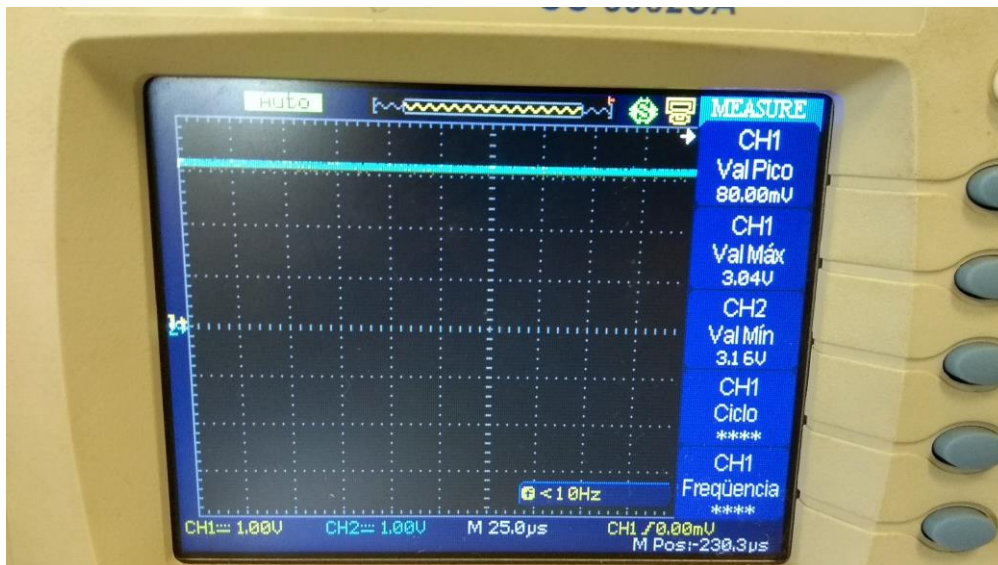 Auto
MEASURE
CH1
Val Pico
80.00mV
CH1
Val Máx
3.04V
CH2
Val Mín
3.16V
CH1
Ciclo
****
CH1
Freqüencia
****
<10Hz
CH1 1.00V CH2 1.00V M 25.0µs CH1 0.00mV
M Pos:-230.3µs